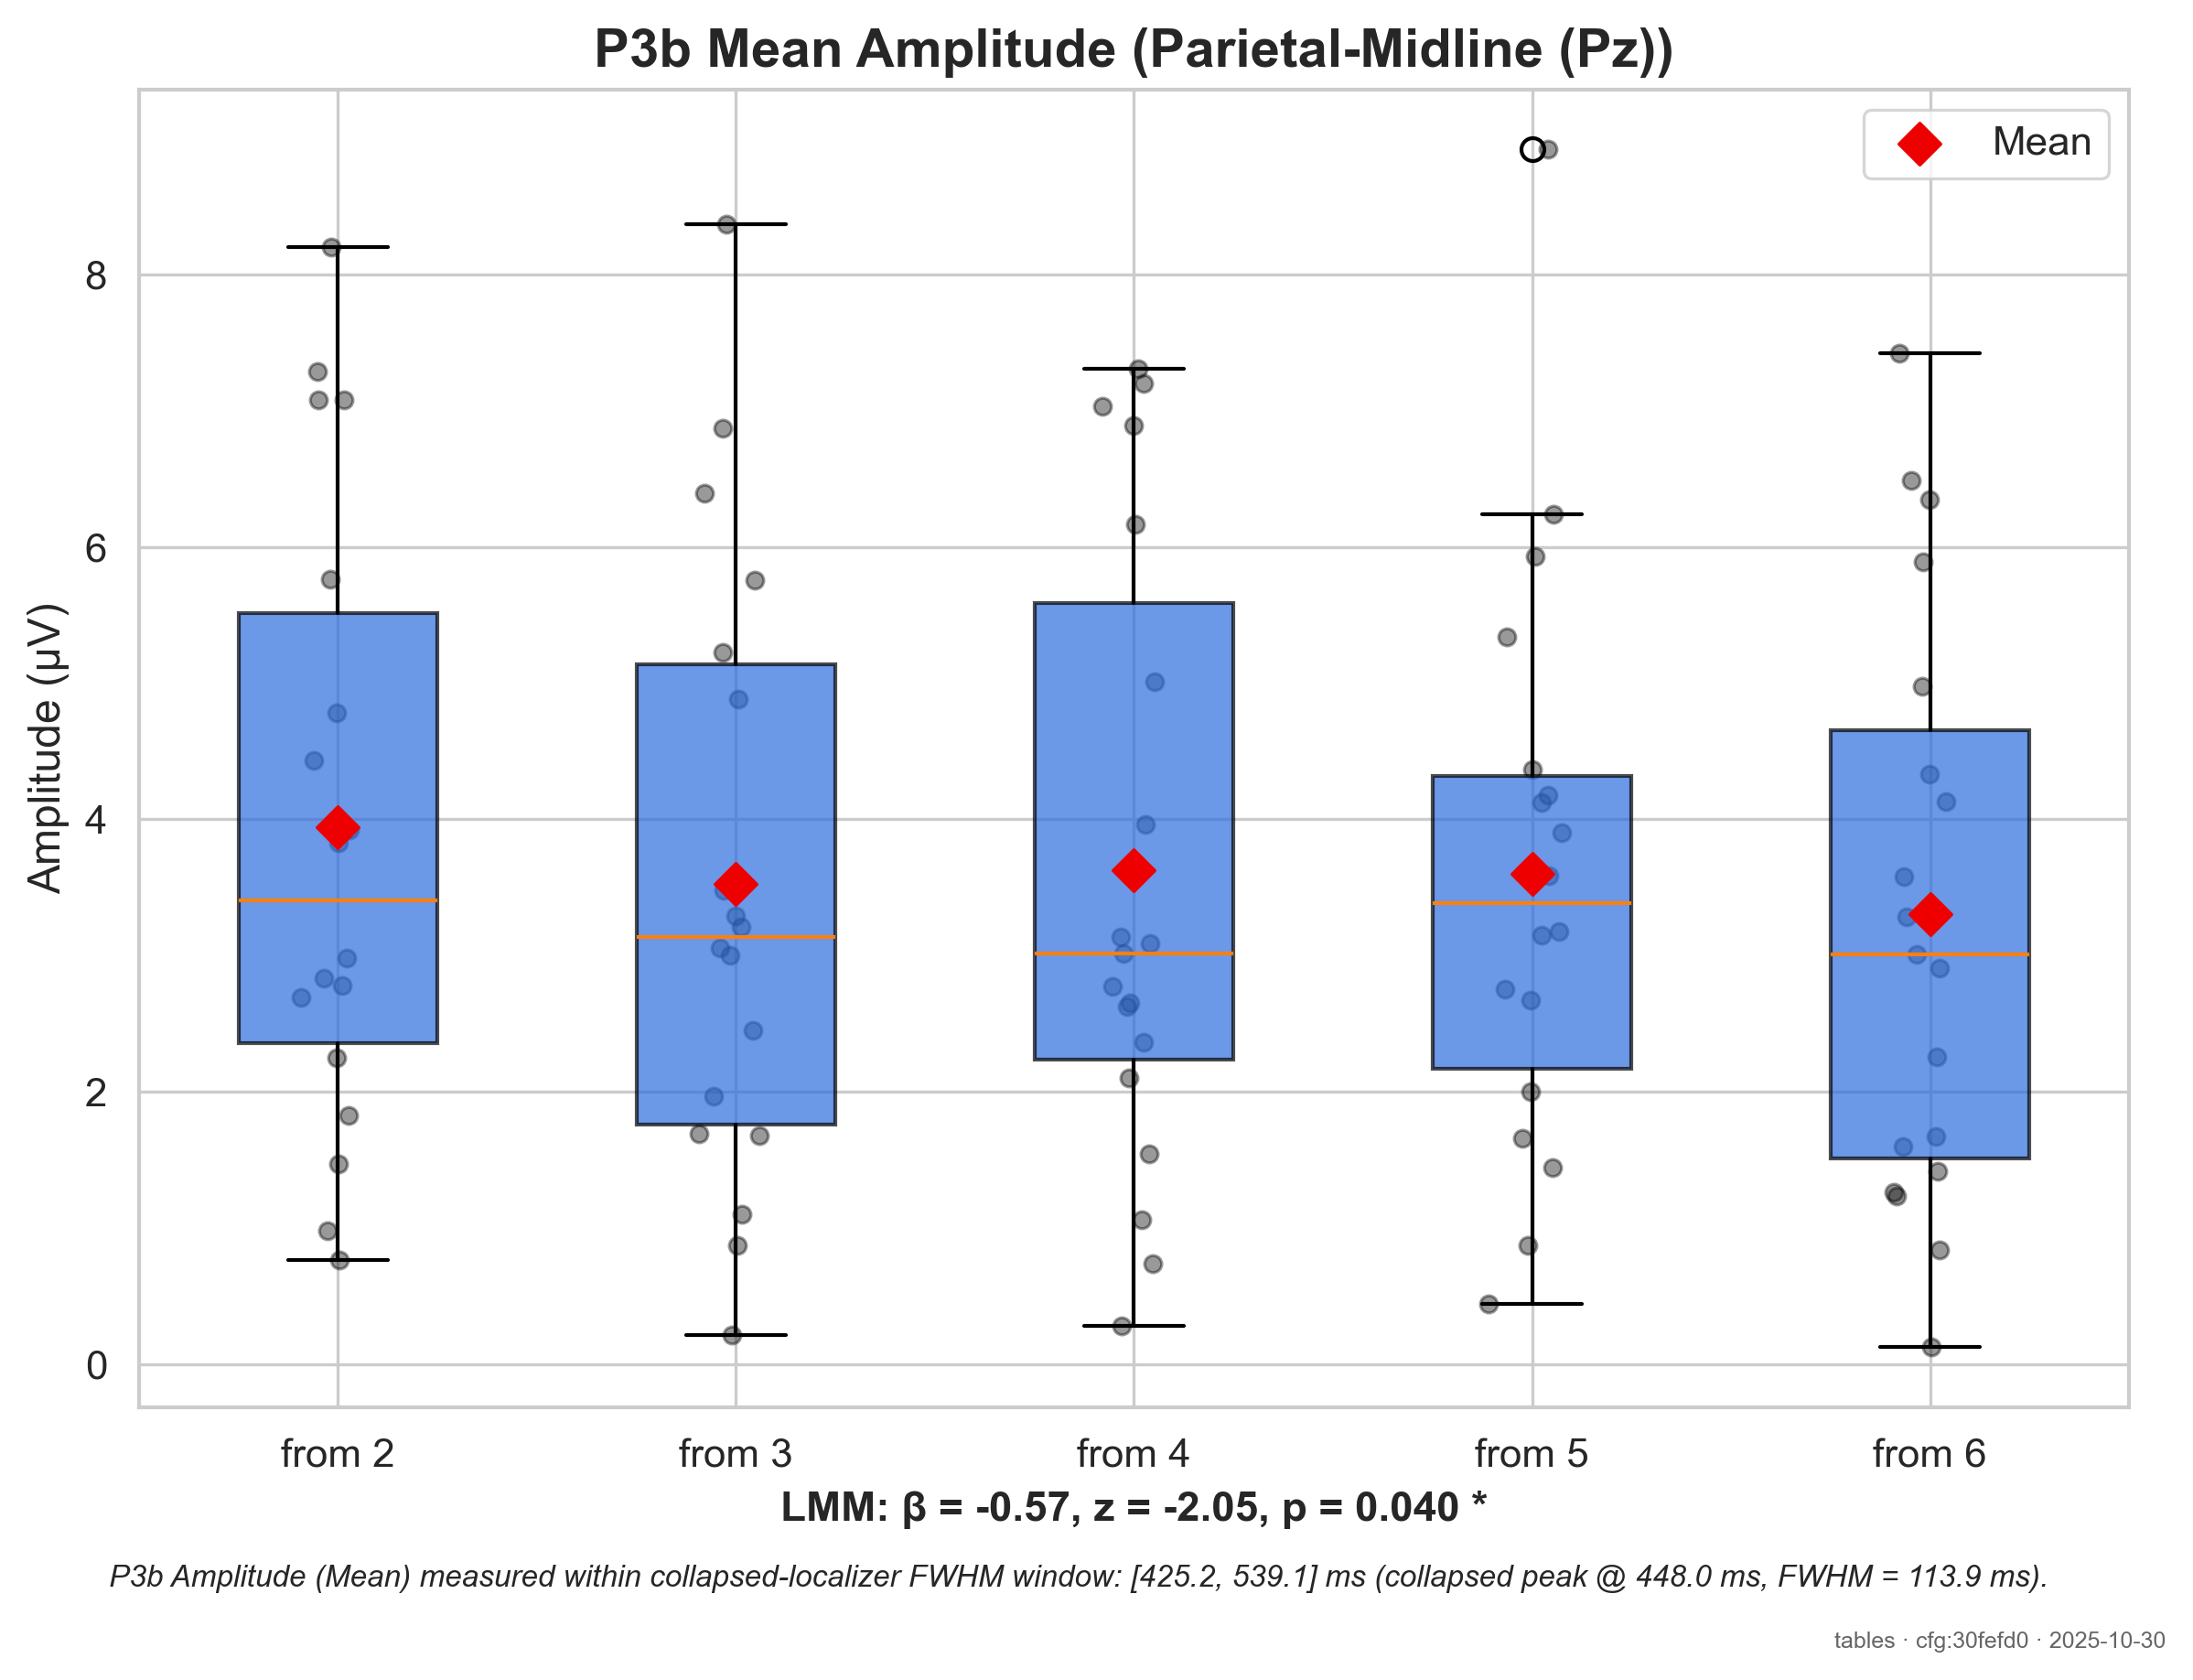 P3b Mean Amplitude (Parietal-Midline (Pz))
Mean
Amplitude (µV)
8
6
4
2
0
from 2 from 3 from 4 from 5 from 6
LMM: β = -0.57, z = -2.05, p = 0.040 *
P3b Amplitude (Mean) measured within collapsed-localizer FWHM window: [425.2, 539.1] ms (collapsed peak @ 448.0 ms, FWHM = 113.9 ms).
tables · cfg:30fefd0 · 2025-10-30